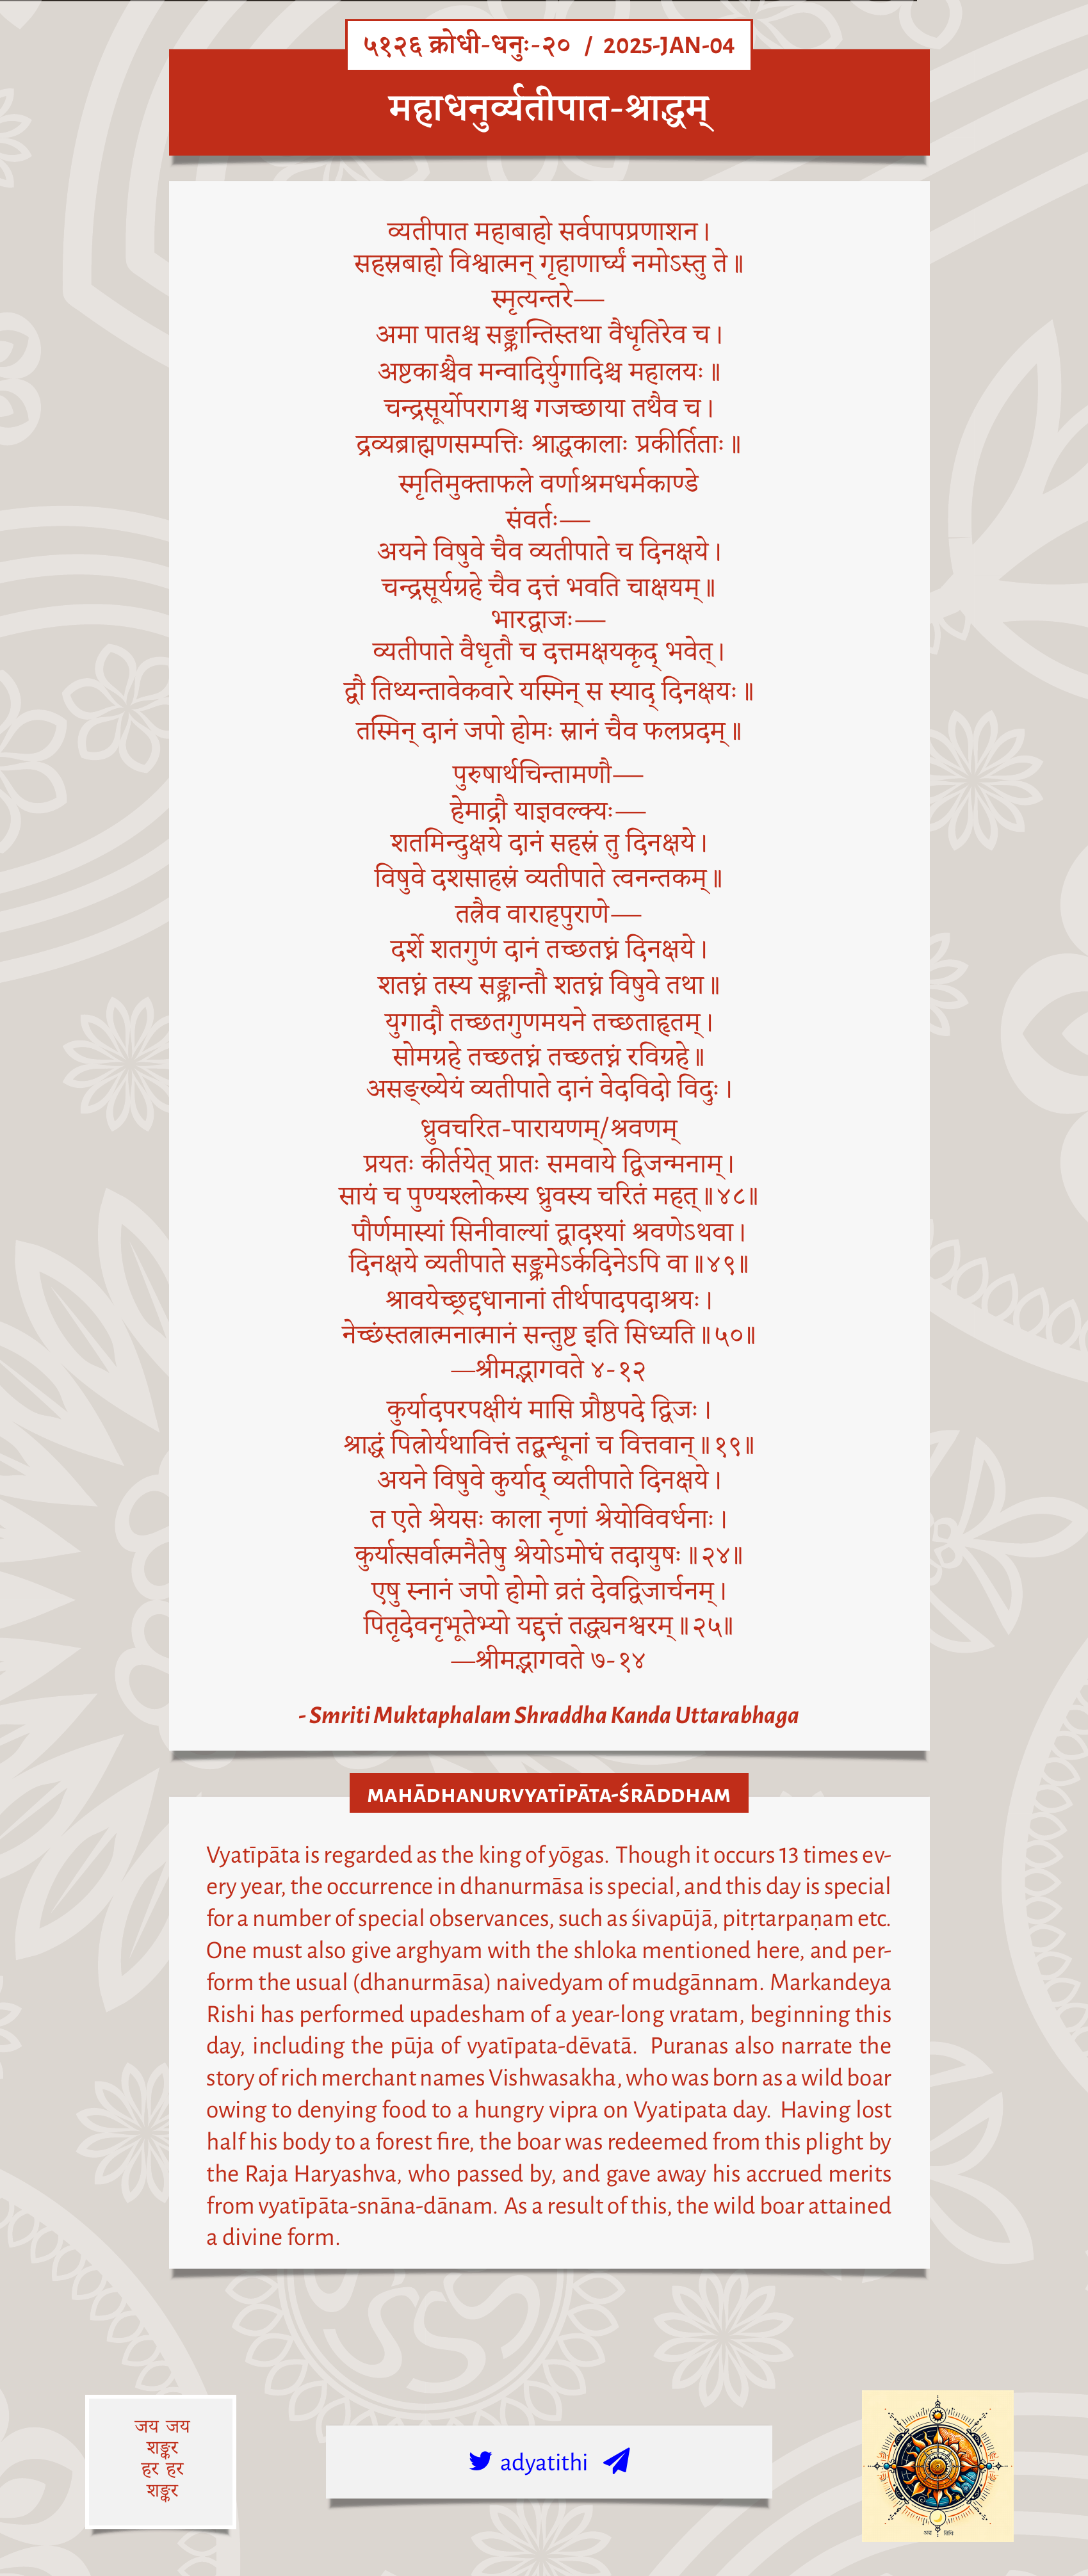 ५१२६ क्रोधी-धनुः-२० / 2025-JAN-04
महाधनुर्व्यतीपात-श्राद्धम्
व्यतीपात महाबाहो सर्वपापप्रणाशन।
सहस्रबाहो विश्वात्मन् गृहाणार्घ्यं नमोऽस्तु ते॥
स्मृत्यन्तरे—
अमा पातश्च सङ्क्रान्तिस्तथा वैधृतिरेव च।
अष्टकाश्चैव मन्वादिर्युगादिश्च महालयः॥
चन्द्रसूर्योपरागश्च गजच्छाया तथैव च।
द्रव्यब्राह्मणसम्पत्तिः श्राद्धकालाः प्रकीर्तिताः॥
स्मृतिमुक्ताफले वर्णाश्रमधर्मकाण्डे
संवर्तः—
अयने विषुवे चैव व्यतीपाते च दिनक्षये।
चन्द्रसूर्यग्रहे चैव दत्तं भवति चाक्षयम्॥
भारद्वाजः—
व्यतीपाते वैधृतौ च दत्तमक्षयकृद् भवेत्।
द्वौ तिथ्यन्तावेकवारे यस्मिन् स स्याद् दिनक्षयः॥
तस्मिन् दानं जपो होमः स्नानं चैव फलप्रदम्॥
पुरुषार्थचिन्तामणौ—
हेमाद्रौ याज्ञवल्क्यः—
शतमिन्दुक्षये दानं सहस्रं तु दिनक्षये।
विषुवे दशसाहस्रं व्यतीपाते त्वनन्तकम्॥
तत्रैव वाराहपुराणे—
दर्शे शतगुणं दानं तच्छतघ्नं दिनक्षये।
शतघ्नं तस्य सङ्क्रान्तौ शतघ्नं विषुवे तथा॥
युगादौ तच्छतगुणमयने तच्छताहृतम्।
सोमग्रहे तच्छतघ्नं तच्छतघ्नं रविग्रहे॥
असङ्ख्येयं व्यतीपाते दानं वेदविदो विदुः।
ध्रुवचरित-पारायणम्/श्रवणम्
प्रयतः कीर्तयेत् प्रातः समवाये द्विजन्मनाम्।
सायं च पुण्यश्लोकस्य ध्रुवस्य चरितं महत्॥४८॥
पौर्णमास्यां सिनीवाल्यां द्वादश्यां श्रवणेऽथवा।
दिनक्षये व्यतीपाते सङ्क्रमेऽर्कदिनेऽपि वा॥४९॥
श्रावयेच्छ्रद्दधानानां तीर्थपादपदाश्रयः।
नेच्छंस्तत्रात्मनात्मानं सन्तुष्ट इति सिध्यति॥५०॥
—श्रीमद्भागवते ४-१२
कुर्यादपरपक्षीयं मासि प्रौष्ठपदे द्विजः।
श्राद्धं पित्रोर्यथावित्तं तद्बन्धूनां च वित्तवान्॥१९॥
अयने विषुवे कुर्याद् व्यतीपाते दिनक्षये।
त एते श्रेयसः काला नृणां श्रेयोविवर्धनाः।
कुर्यात्सर्वात्मनैतेषु श्रेयोऽमोघं तदायुषः॥२४॥
एषु स्नानं जपो होमो व्रतं देवद्विजार्चनम्।
पितृदेवनृभूतेभ्यो यद्दत्तं तद्ध्यनश्वरम्॥२५॥
—श्रीमद्भागवते ७-१४
- Smriti Muktaphalam Shraddha Kanda Uttarabhaga
MAHĀDHANURVYATĪPĀTA-ŚRĀDDHAM
Vyatīpāta is regarded as the king of yōgas. Though it occurs 13 times ev-
ery year, the occurrence in dhanurmāsa is special, and this day is special
for a number of special observances, such as śivapūjā, pitṛtarpaṇam etc.
One must also give arghyam with the shloka mentioned here, and per-
form the usual (dhanurmāsa) naivedyam of mudgānnam. Markandeya
Rishi has performed upadesham of a year-long vratam, beginning this
day, including the pūja of vyatīpata-dēvatā. Puranas also narrate the
story of rich merchant names Vishwasakha, who was born as a wild boar
owing to denying food to a hungry vipra on Vyatipata day. Having lost
half his body to a forest fire, the boar was redeemed from this plight by
the Raja Haryashva, who passed by, and gave away his accrued merits
from vyatīpāta-snāna-dānam. As a result of this, the wild boar attained
a divine form.
जय जय
शङ्कर
हर हर
शङ्कर
adyatithi